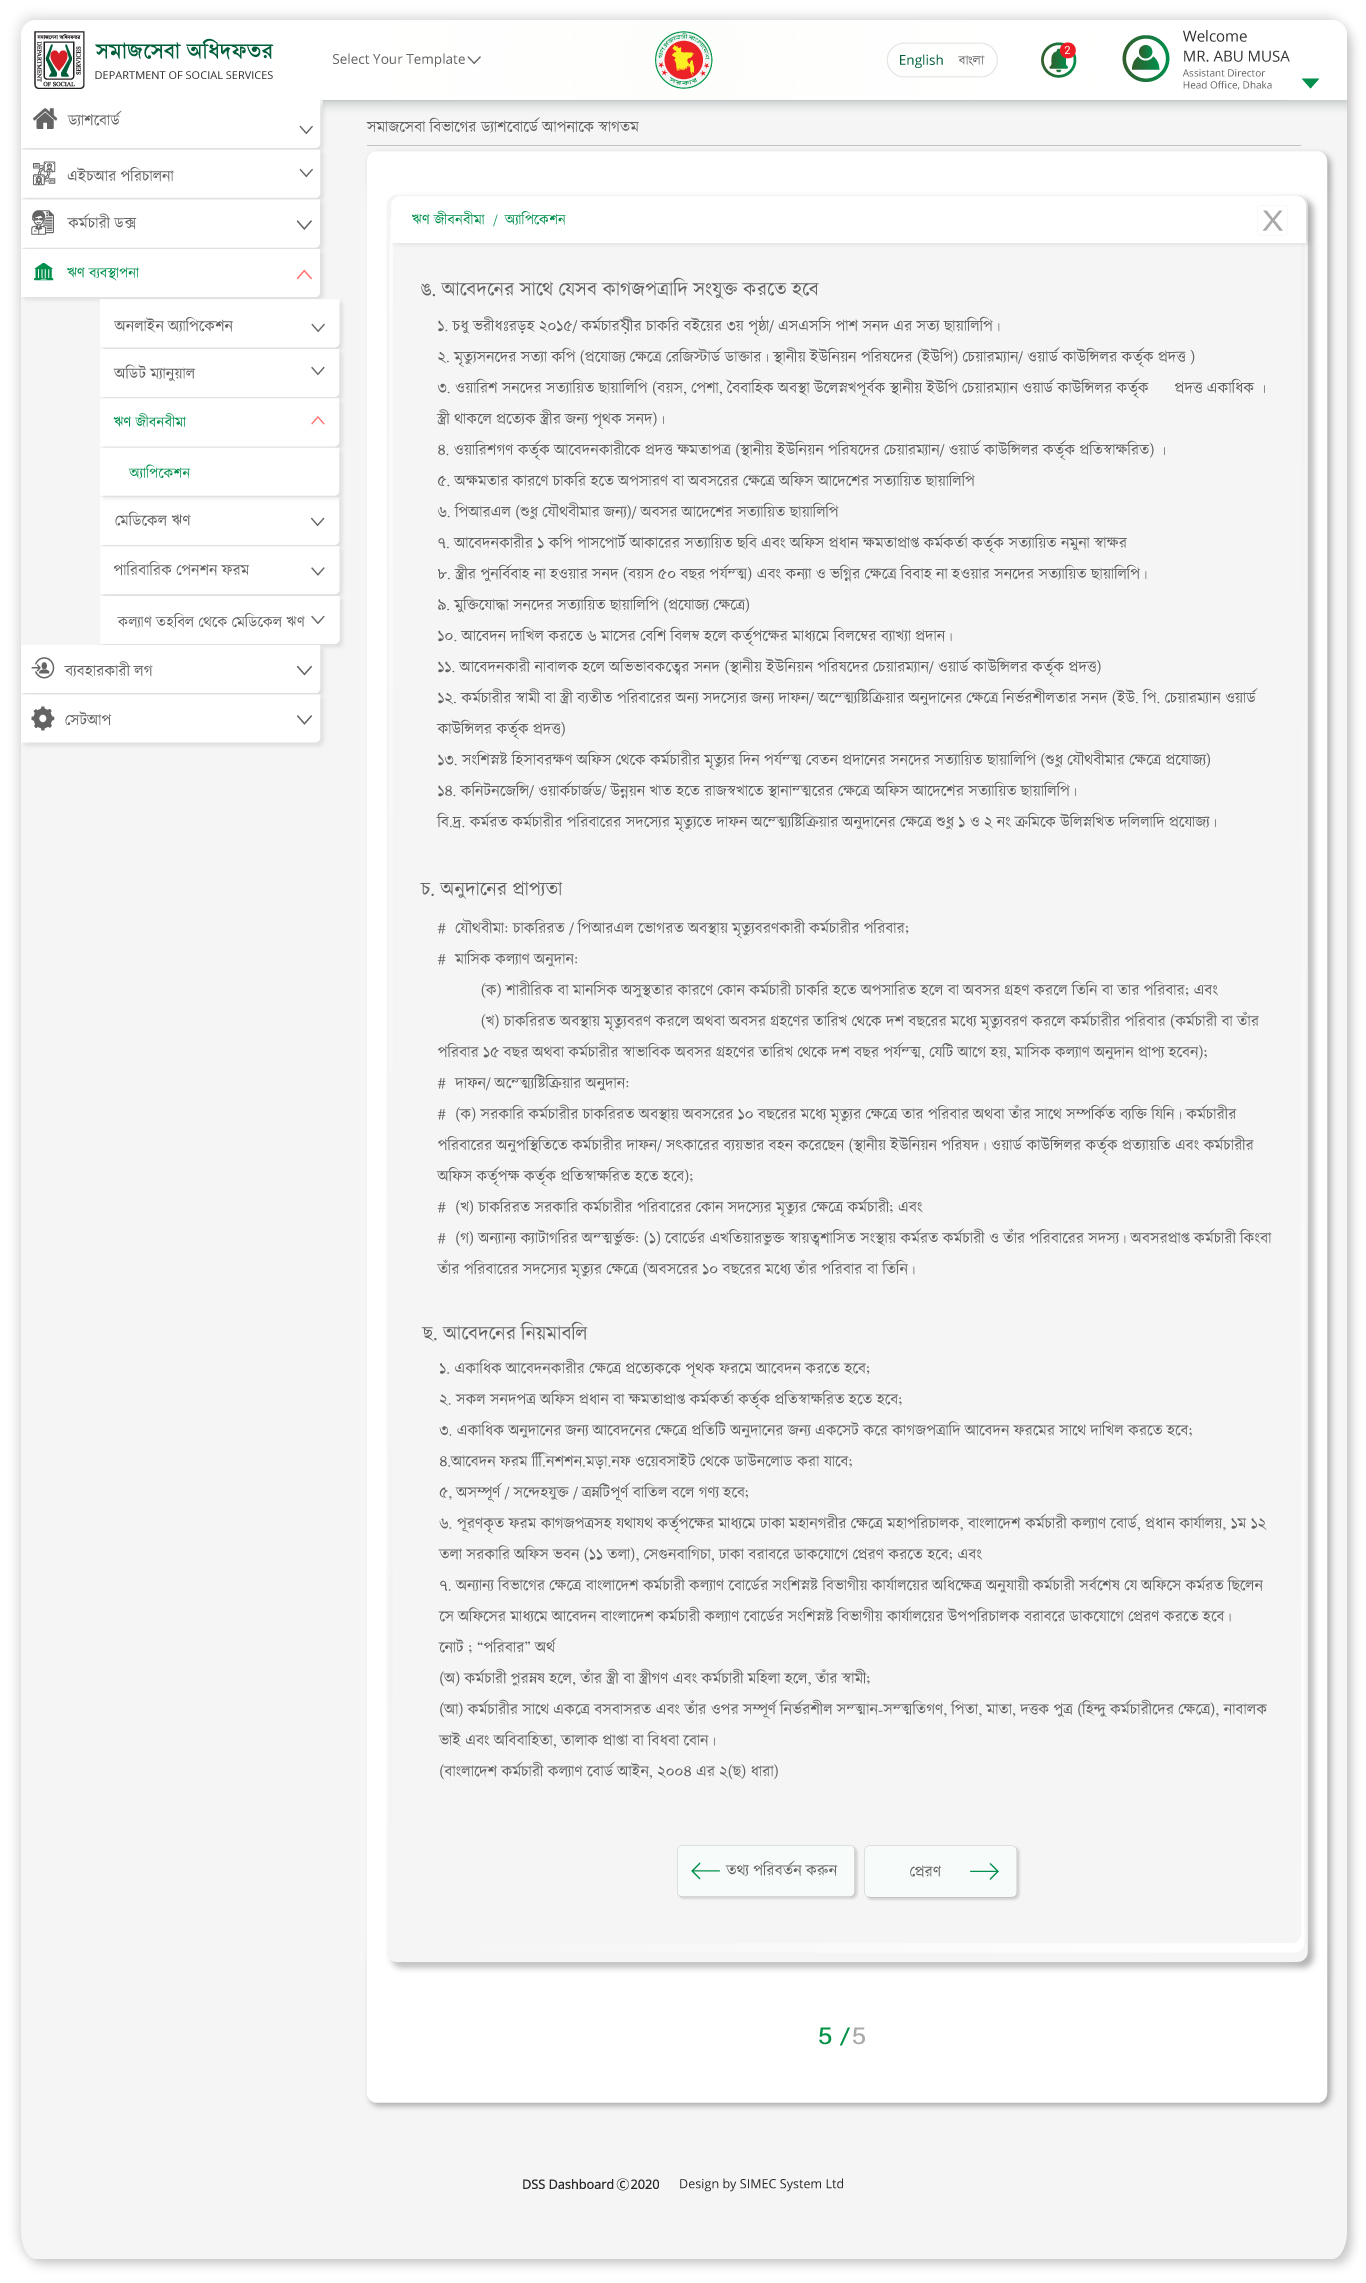 সমাজসেবা অধিদফতর
DEPARTMENT OF SOCIAL SERVICES
Select Your Template
English বাংলা
2
Welcome
MR. ABU MUSA
Assistant Director
Head Office, Dhaka
ড্যাশবোর্ড
এইচআর পরিচালনা
কর্মচারী ডক্স
ঋণ ব্যবস্থাপনা
অনলাইন অ্যাপিকেশন
অডিট ম্যানুয়াল
ঋণ জীবনবীমা
অ্যাপিকেশন
মেডিকেল ঋণ
পারিবারিক পেনশন ফরম
কল্যাণ তহবিল থেকে মেডিকেল ঋণ
ব্যবহারকারী লগ
সেটআপ
সমাজসেবা বিভাগের ড্যাশবোর্ডে আপনাকে স্বাগতম
ঋণ জীবনবীমা / অ্যাপিকেশন
X
ঙ. আবেদনের সাথে যেসব কাগজপত্রাদি সংযুক্ত করতে হবে
১. চধু ভরীধঃরড়হ ২০১৫/ কর্মচারয়ীীর চাকরি বইয়ের ৩য় পৃষ্ঠা/ এসএসসি পাশ সনদ এর সত্য ছায়ালিপি।
২. মৃত্যুসনদের সত্যা কপি (প্রযোজ্য ক্ষেত্রে রেজিস্টার্ড ডাক্তার। স্থানীয় ইউনিয়ন পরিষদের (ইউপি) চেয়ারম্যান/ ওয়ার্ড কাউন্সিলর কর্তৃক প্রদত্ত )
৩. ওয়ারিশ সনদের সত্যায়িত ছায়ালিপি (বয়স, পেশা, বৈবাহিক অবস্থা উলেস্নখপূর্বক স্থানীয় ইউপি চেয়ারম্যান ওয়ার্ড কাউন্সিলর কর্তৃক প্রদত্ত একাধিক ।
স্ত্রী থাকলে প্রত্যেক স্ত্রীর জন্য পৃথক সনদ)।
৪. ওয়ারিশগণ কর্তৃক আবেদনকারীকে প্রদত্ত ক্ষমতাপত্র (স্থানীয় ইউনিয়ন পরিষদের চেয়ারম্যান/ ওয়ার্ড কাউন্সিলর কর্তৃক প্রতিস্বাক্ষরিত) ।
৫. অক্ষমতার কারণে চাকরি হতে অপসারণ বা অবসরের ক্ষেত্রে অফিস আদেশের সত্যায়িত ছায়ালিপি
৬. পিআরএল (শুধু যৌথবীমার জন্য)/ অবসর আদেশের সত্যায়িত ছায়ালিপি
৭. আবেদনকারীর ১ কপি পাসপোর্ট আকারের সত্যায়িত ছবি এবং অফিস প্রধান ক্ষমতাপ্রাপ্ত কর্মকর্তা কর্তৃক সত্যায়িত নমুনা স্বাক্ষর
৮. স্ত্রীর পুনর্বিবাহ না হওয়ার সনদ (বয়স ৫০ বছর পর্যস্ত্ম) এবং কন্যা ও ভগ্নির ক্ষেত্রে বিবাহ না হওয়ার সনদের সত্যায়িত ছায়ালিপি।
৯. মুক্তিযোদ্ধা সনদের সত্যায়িত ছায়ালিপি (প্রযোজ্য ক্ষেত্রে)
১০. আবেদন দাখিল করতে ৬ মাসের বেশি বিলম্ব হলে কর্তৃপক্ষের মাধ্যমে বিলম্বের ব্যাখ্যা প্রদান।
১১. আবেদনকারী নাবালক হলে অভিভাবকত্বের সনদ (স্থানীয় ইউনিয়ন পরিষদের চেয়ারম্যান/ ওয়ার্ড কাউন্সিলর কর্তৃক প্রদত্ত)
১২. কর্মচারীর স্বামী বা স্ত্রী ব্যতীত পরিবারের অন্য সদস্যের জন্য দাফন/ অস্ত্ম্যেষ্টিক্রিয়ার অনুদানের ক্ষেত্রে নির্ভরশীলতার সনদ (ইউ. পি. চেয়ারম্যান ওয়ার্ড
কাউন্সিলর কর্তৃক প্রদত্ত)
১৩. সংশিস্নষ্ট হিসাবরক্ষণ অফিস থেকে কর্মচারীর মৃত্যুর দিন পর্যস্ত্ম বেতন প্রদানের সনদের সত্যায়িত ছায়ালিপি (শুধু যৌথবীমার ক্ষেত্রে প্রযোজ্য)
১৪. কনিটনজেন্সি/ ওয়ার্কচার্জড/ উন্নয়ন খাত হতে রাজস্বখাতে স্থানাস্ত্মরের ক্ষেত্রে অফিস আদেশের সত্যায়িত ছায়ালিপি।
বি.দ্র. কর্মরত কর্মচারীর পরিবারের সদস্যের মৃত্যুতে দাফন অস্ত্ম্যেষ্টিক্রিয়ার অনুদানের ক্ষেত্রে শুধু ১ ও ২ নং ক্রমিকে উলিস্নখিত দলিলাদি প্রযোজ্য।
চ. অনুদানের প্রাপ্যতা
# যৌথবীমা: চাকরিরত / পিআরএল ভোগরত অবস্থায় মৃত্যুবরণকারী কর্মচারীর পরিবার;
# মাসিক কল্যাণ অনুদান:
(ক) শারীরিক বা মানসিক অসুস্থতার কারণে কোন কর্মচারী চাকরি হতে অপসারিত হলে বা অবসর গ্রহণ করলে তিনি বা তার পরিবার; এবং
(খ) চাকরিরত অবস্থায় মৃত্যুবরণ করলে অথবা অবসর গ্রহণের তারিখ থেকে দশ বছরের মধ্যে মৃত্যুবরণ করলে কর্মচারীর পরিবার (কর্মচারী বা তাঁর
পরিবার ১৫ বছর অথবা কর্মচারীর স্বাভাবিক অবসর গ্রহণের তারিখ থেকে দশ বছর পর্যস্ত্ম, যেটি আগে হয়, মাসিক কল্যাণ অনুদান প্রাপ্য হবেন);
# দাফন/ অস্ত্ম্যেষ্টিক্রিয়ার অনুদান:
# (ক) সরকারি কর্মচারীর চাকরিরত অবস্থায় অবসরের ১০ বছরের মধ্যে মৃত্যুর ক্ষেত্রে তার পরিবার অথবা তাঁর সাথে সম্পর্কিত ব্যক্তি যিনি। কর্মচারীর
পরিবারের অনুপস্থিতিতে কর্মচারীর দাফন/ সৎকারের ব্যয়ভার বহন করেছেন (স্থানীয় ইউনিয়ন পরিষদ। ওয়ার্ড কাউন্সিলর কর্তৃক প্রত্যায়তি এবং কর্মচারীর
অফিস কর্তৃপক্ষ কর্তৃক প্রতিস্বাক্ষরিত হতে হবে);
# (খ) চাকরিরত সরকারি কর্মচারীর পরিবারের কোন সদস্যের মৃত্যুর ক্ষেত্রে কর্মচারী; এবং
# (গ) অন্যান্য ক্যাটাগরির অস্ত্মর্ভুক্ত: (১) বোর্ডের এখতিয়ারভুক্ত স্বায়ত্বশাসিত সংস্থায় কর্মরত কর্মচারী ও তাঁর পরিবারের সদস্য। অবসরপ্রাপ্ত কর্মচারী কিংবা
তাঁর পরিবারের সদস্যের মৃত্যুর ক্ষেত্রে (অবসরের ১০ বছরের মধ্যে তাঁর পরিবার বা তিনি।
ছ. আবেদনের নিয়মাবলি
১. একাধিক আবেদনকারীর ক্ষেত্রে প্রত্যেককে পৃথক ফরমে আবেদন করতে হবে;
২. সকল সনদপত্র অফিস প্রধান বা ক্ষমতাপ্রাপ্ত কর্মকর্তা কর্তৃক প্রতিস্বাক্ষরিত হতে হবে;
৩. একাধিক অনুদানের জন্য আবেদনের ক্ষেত্রে প্রতিটি অনুদানের জন্য একসেট করে কাগজপত্রাদি আবেদন ফরমের সাথে দাখিল করতে হবে;
৪.আবেদন ফরম িি.নশশন.মড়া.নফ ওয়েবসাইট থেকে ডাউনলোড করা যাবে;
৫, অসম্পূর্ণ / সন্দেহযুক্ত / ত্রম্নটিপূর্ণ বাতিল বলে গণ্য হবে;
৬. পূরণকৃত ফরম কাগজপত্রসহ যথাযথ কর্তৃপক্ষের মাধ্যমে ঢাকা মহানগরীর ক্ষেত্রে মহাপরিচালক, বাংলাদেশ কর্মচারী কল্যাণ বোর্ড, প্রধান কার্যালয়, ১ম ১২
তলা সরকারি অফিস ভবন (১১ তলা), সেগুনবাগিচা, ঢাকা বরাবরে ডাকযোগে প্রেরণ করতে হবে; এবং
৭. অন্যান্য বিভাগের ক্ষেত্রে বাংলাদেশ কর্মচারী কল্যাণ বোর্ডের সংশিস্নষ্ট বিভাগীয় কার্যালয়ের অধিক্ষেত্র অনুযায়ী কর্মচারী সর্বশেষ যে অফিসে কর্মরত ছিলেন
সে অফিসের মাধ্যমে আবেদন বাংলাদেশ কর্মচারী কল্যাণ বোর্ডের সংশিস্নষ্ট বিভাগীয় কার্যালয়ের উপপরিচালক বরাবরে ডাকযোগে প্রেরণ করতে হবে।
নোট ; “পরিবার” অর্থ
(অ) কর্মচারী পুরম্নষ হলে, তাঁর স্ত্রী বা স্ত্রীগণ এবং কর্মচারী মহিলা হলে, তাঁর স্বামী;
(আ) কর্মচারীর সাথে একত্রে বসবাসরত এবং তাঁর ওপর সম্পূর্ণ নির্ভরশীল সস্ত্মান-সস্ত্মতিগণ, পিতা, মাতা, দত্তক পুত্র (হিন্দু কর্মচারীদের ক্ষেত্রে), নাবালক
ভাই এবং অবিবাহিতা, তালাক প্রাপ্তা বা বিধবা বোন।
(বাংলাদেশ কর্মচারী কল্যাণ বোর্ড আইন, ২০০৪ এর ২(ছ) ধারা)
তথ্য পরিবর্তন করুন
প্রেরণ
5 /5
DSS Dashboard ©2020 Design by SIMEC System Ltd